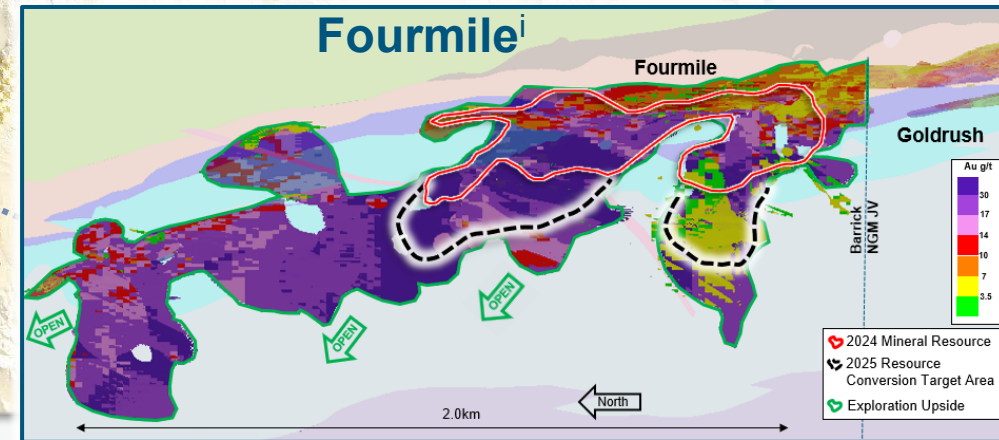 Fourmileⁱ
Fourmile
Goldrush
Au g/t
30
17
14
10
7
3.5
Barrick
NGM JV
OPEN
OPEN
OPEN
2024 Mineral Resource
2025 Resource
Conversion Target Area
Exploration Upside
North
2.0km